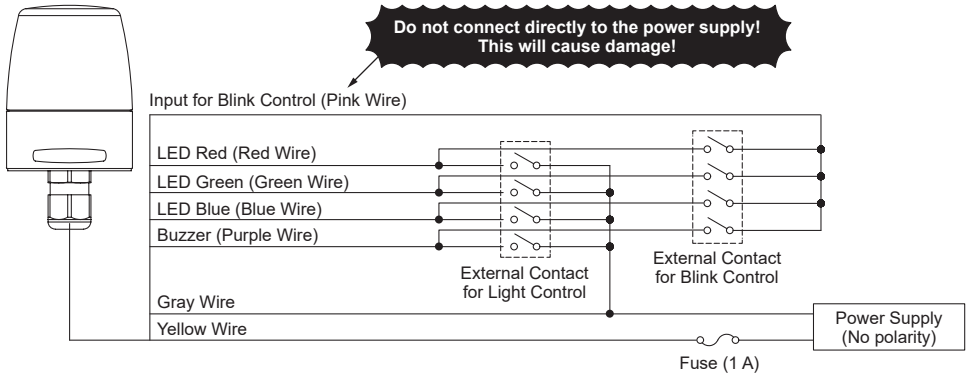 Do not connect directly to the power supply!
This will cause damage!
Input for Blink Control (Pink Wire)
LED Red (Red Wire)
LED Green (Green Wire)
LED Blue (Blue Wire)
Buzzer (Purple Wire)
External Contact
for Light Control
External Contact
for Blink Control
Gray Wire
Yellow Wire
Power Supply
(No polarity)
Fuse (1 A)